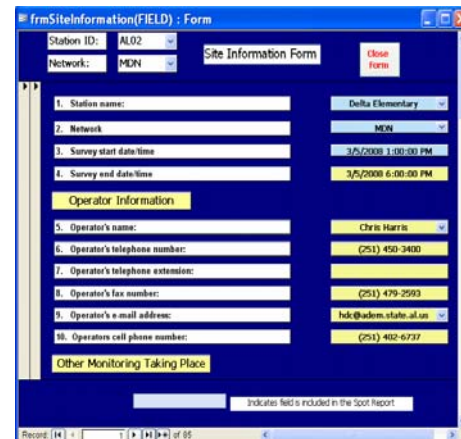 frmSiteInformation(FIELD) : Form
Station ID: AL02
Network: MDN
Site Information Form
Close
Form
1. Station name: Delta Elementary
2. Network MDN
3. Survey start date/time 3/5/2008 1:00:00 PM
4. Survey end date/time 3/5/2008 6:00:00 PM
Operator Information
5. Operator's name: Chris Harris
6. Operator's telephone number: (251) 450-3400
7. Operator's telephone extension:
8. Operator's fax number: (251) 479-2593
9. Operator's e-mail address: hdc@adem.state.al.us
10. Operators cell phone number: (251) 402-6737
Other Monitoring Taking Place
Indicates field is included in the Spot Report
Record: 1 of 85